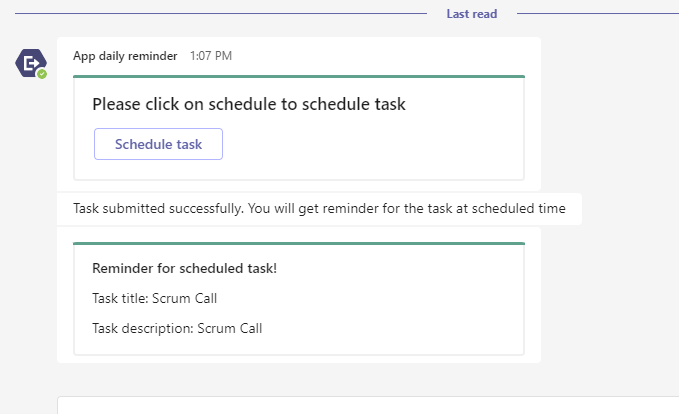 Last read
App daily reminder 1:07 PM
Please click on schedule to schedule task
Schedule task
Task submitted successfully. You will get reminder for the task at scheduled time
Reminder for scheduled task!
Task title: Scrum Call
Task description: Scrum Call